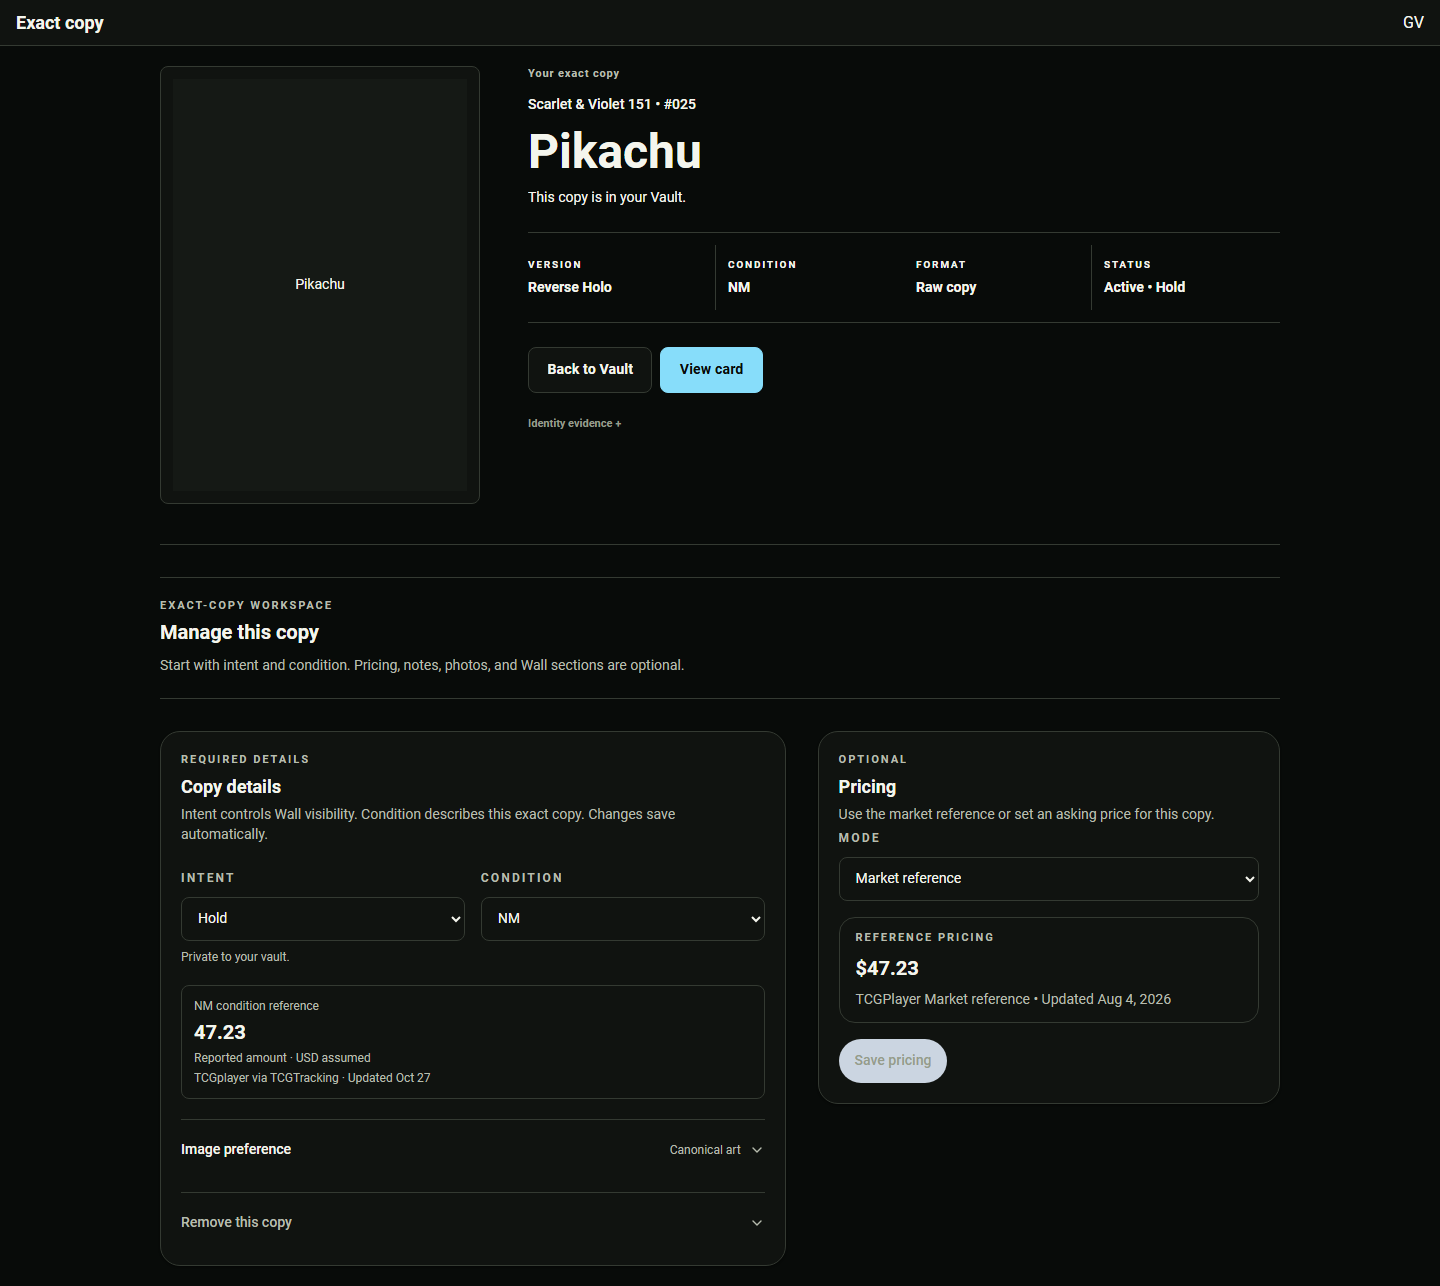 Exact copy
GV
Pikachu
Your exact copy
Scarlet & Violet 151 • #025
Pikachu
This copy is in your Vault.
VERSION
Reverse Holo
CONDITION
NM
FORMAT
Raw copy
STATUS
Active • Hold
Back to Vault
View card
Identity evidence +
EXACT-COPY WORKSPACE
Manage this copy
Start with intent and condition. Pricing, notes, photos, and Wall sections are optional.
REQUIRED DETAILS
Copy details
Intent controls Wall visibility. Condition describes this exact copy. Changes save
automatically.
INTENT
Hold
Private to your vault.
CONDITION
NM
NM condition reference
47.23
Reported amount · USD assumed
TCGplayer via TCGTracking · Updated Oct 27
Image preference
Canonical art
Remove this copy
OPTIONAL
Pricing
Use the market reference or set an asking price for this copy.
MODE
Market reference
REFERENCE PRICING
$47.23
TCGPlayer Market reference • Updated Aug 4, 2026
Save pricing